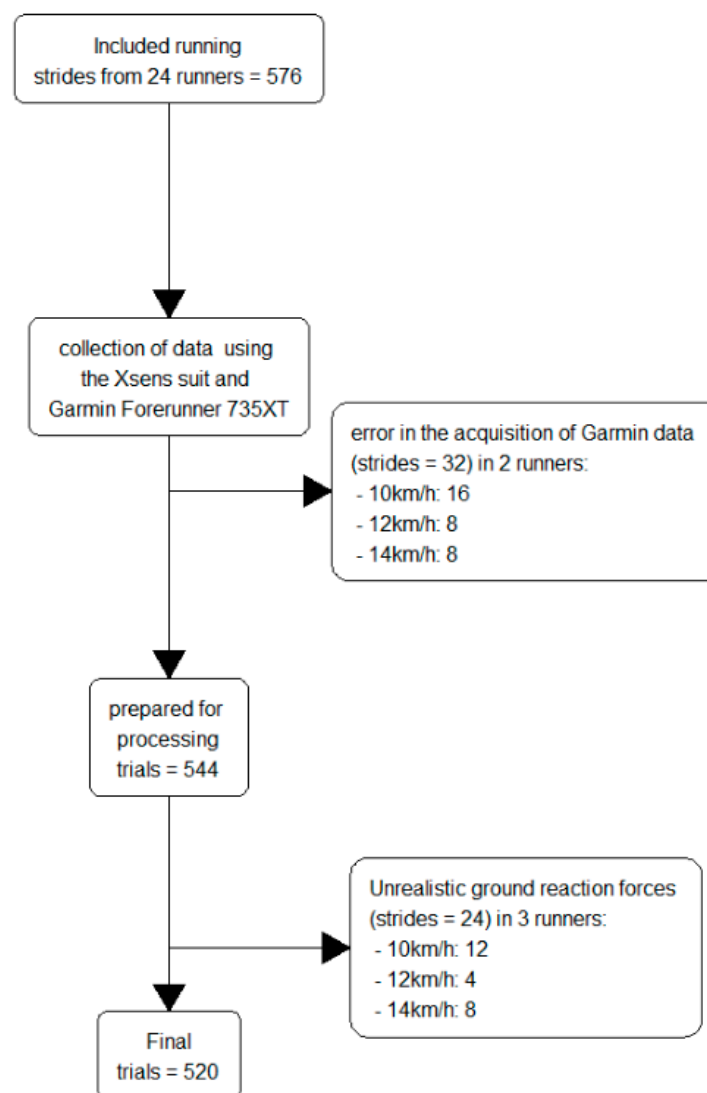 Included running
strides from 24 runners = 576
collection of data using
the Xsens suit and
Garmin Forerunner 735XT
error in the acquisition of Garmin data
(strides = 32) in 2 runners:
- 10km/h: 16
- 12km/h: 8
- 14km/h: 8
prepared for
processing
trials = 544
Unrealistic ground reaction forces
(strides = 24) in 3 runners:
- 10km/h: 12
- 12km/h: 4
- 14km/h: 8
Final
trials = 520